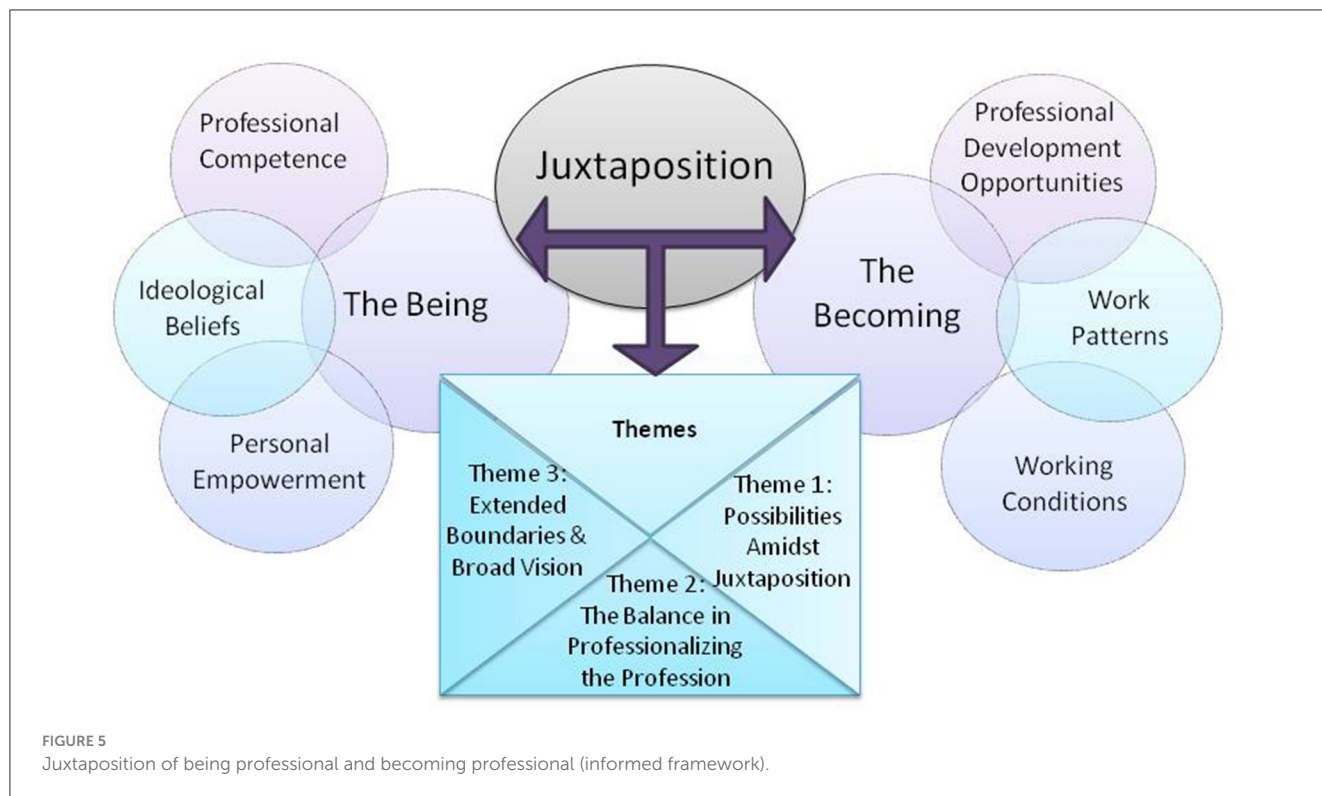 Professional
Competence
Ideological
Beliefs
Personal
Empowerment
The Being
Juxtaposition
The
Becoming
Professional
Development
Opportunities
Work
Patterns
Working
Conditions
Themes
Theme 3:
Extended
Boundaries &
Broad Vision
Theme 1:
Possibilities
Amidst
Juxtaposition
Theme 2:
The Balance in
Professionalizing
the Profession
FIGURE 5
Juxtaposition of being professional and becoming professional (informed framework).